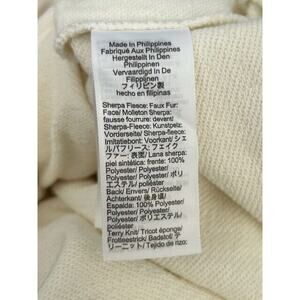 Made In Philippines
Fabriqué Aux Philippines
Hergestellt In Den
Philippinen
Vervaardigd In De
Filippijnen
フィリピン製
hecho en filipinas
Sherpa Fleece: Faux Fur:
Face/ Molleton Sherpa:
fausse fourrure: devant/
Sherpa-Fleece: Kunstpelz:
Vorderseite/ Sherpa-fleece:
Imitatiebont: Voorkant/ シェ
ルパフリース: フェイク
ファー: 表面/ Lana sherpa:
piel sintética: frente: 100%
Polyester/ Polyester/
Polyester/ Polyester/ ポリ
エステル/ poliéster
Back/ Envers/ Rückseite/
Achterkant/ 後身頃/
Espalda: 100% Polyester/
Polyester/ Polyester/
Polyester/ ポリエステル/
poliéster
Terry Knit/ Tricot éponge/
Frotteestrick/ Badstof/ テ
リーニット/ Tejido de rizo: